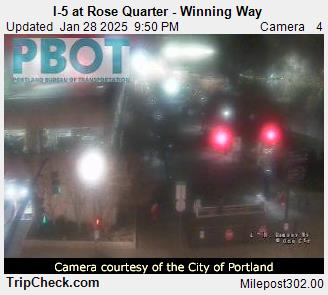 I-5 at Rose Quarter - Winning Way
Updated Jan 28 2025 9:50 PM Camera 4
PBOT
PORTLAND BUREAU OF TRANSPORTATION
Camera courtesy of the City of Portland
TripCheck.com Milepost302.00